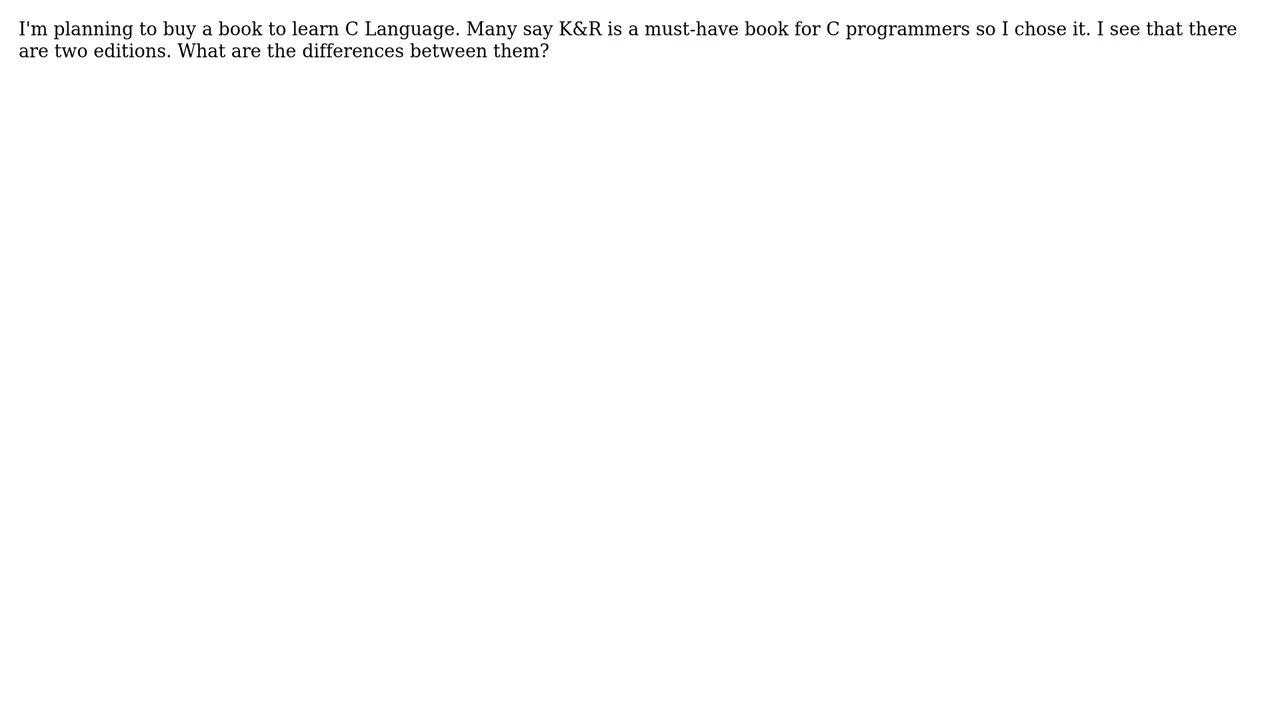 I'm planning to buy a book to learn C Language. Many say K&R is a must-have book for C programmers so I chose it. I see that there
are two editions. What are the differences between them?